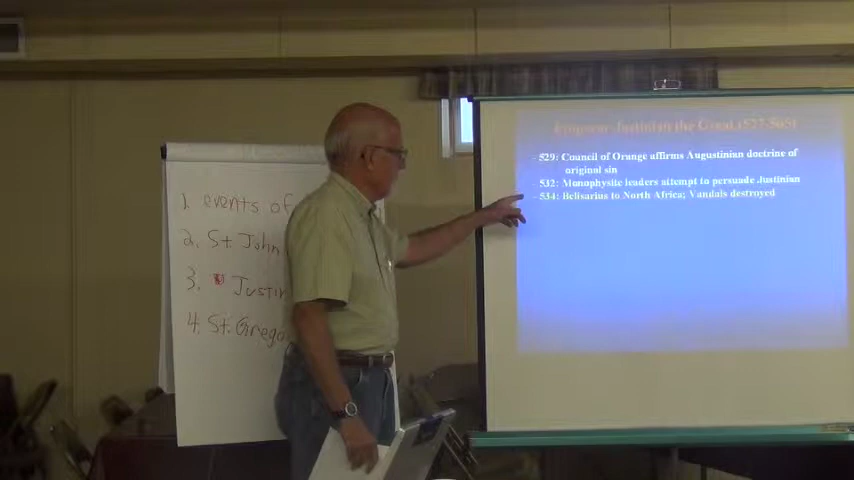 1. events of
2. St. John
3. Justin
4. St. Grego
Emperor Justinian the Great (527-565)
- 529: Council of Orange affirms Augustinian doctrine of
original sin
- 532: Monophysite leaders attempt to persuade Justinian
- 534: Belisarius to North Africa; Vandals destroyed